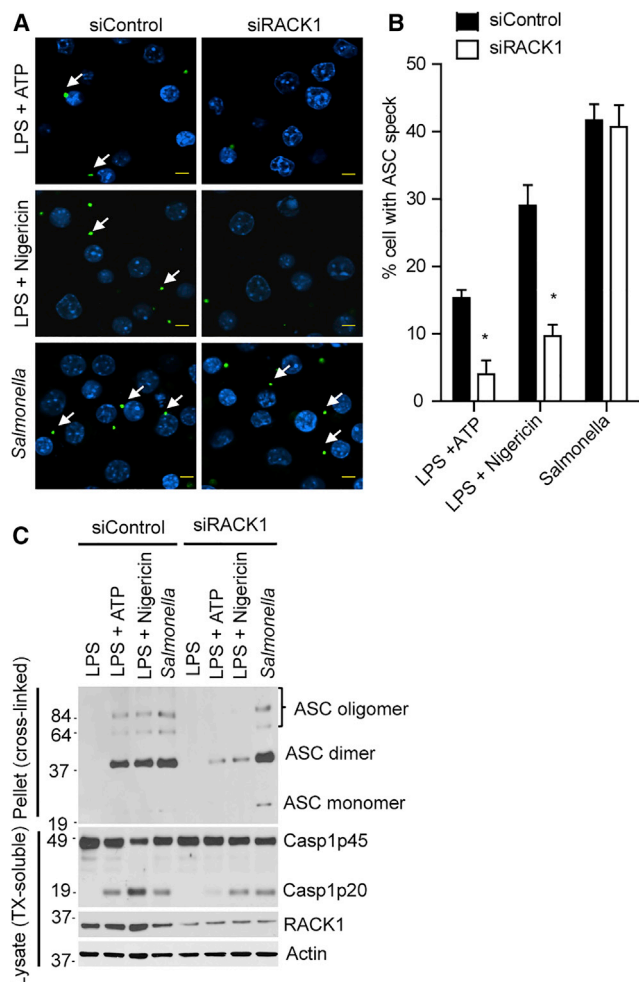 A
siControl
siRACK1
LPS + ATP
LPS + Nigericin
Salmonella
B
siControl
siRACK1
% cell with ASC speck
50
40
30
20
10
0
*
*
LPS +ATP
LPS + Nigericin
Salmonella
C
siControl
siRACK1
LPS
LPS + ATP
LPS + Nigericin
Salmonella
LPS
LPS + ATP
LPS + Nigericin
Salmonella
Pellet (cross-linked)
84
64
37
19
ASC oligomer
ASC dimer
ASC monomer
-ysate (TX-soluble)
49
Casp1p45
19
Casp1p20
37
RACK1
37
Actin